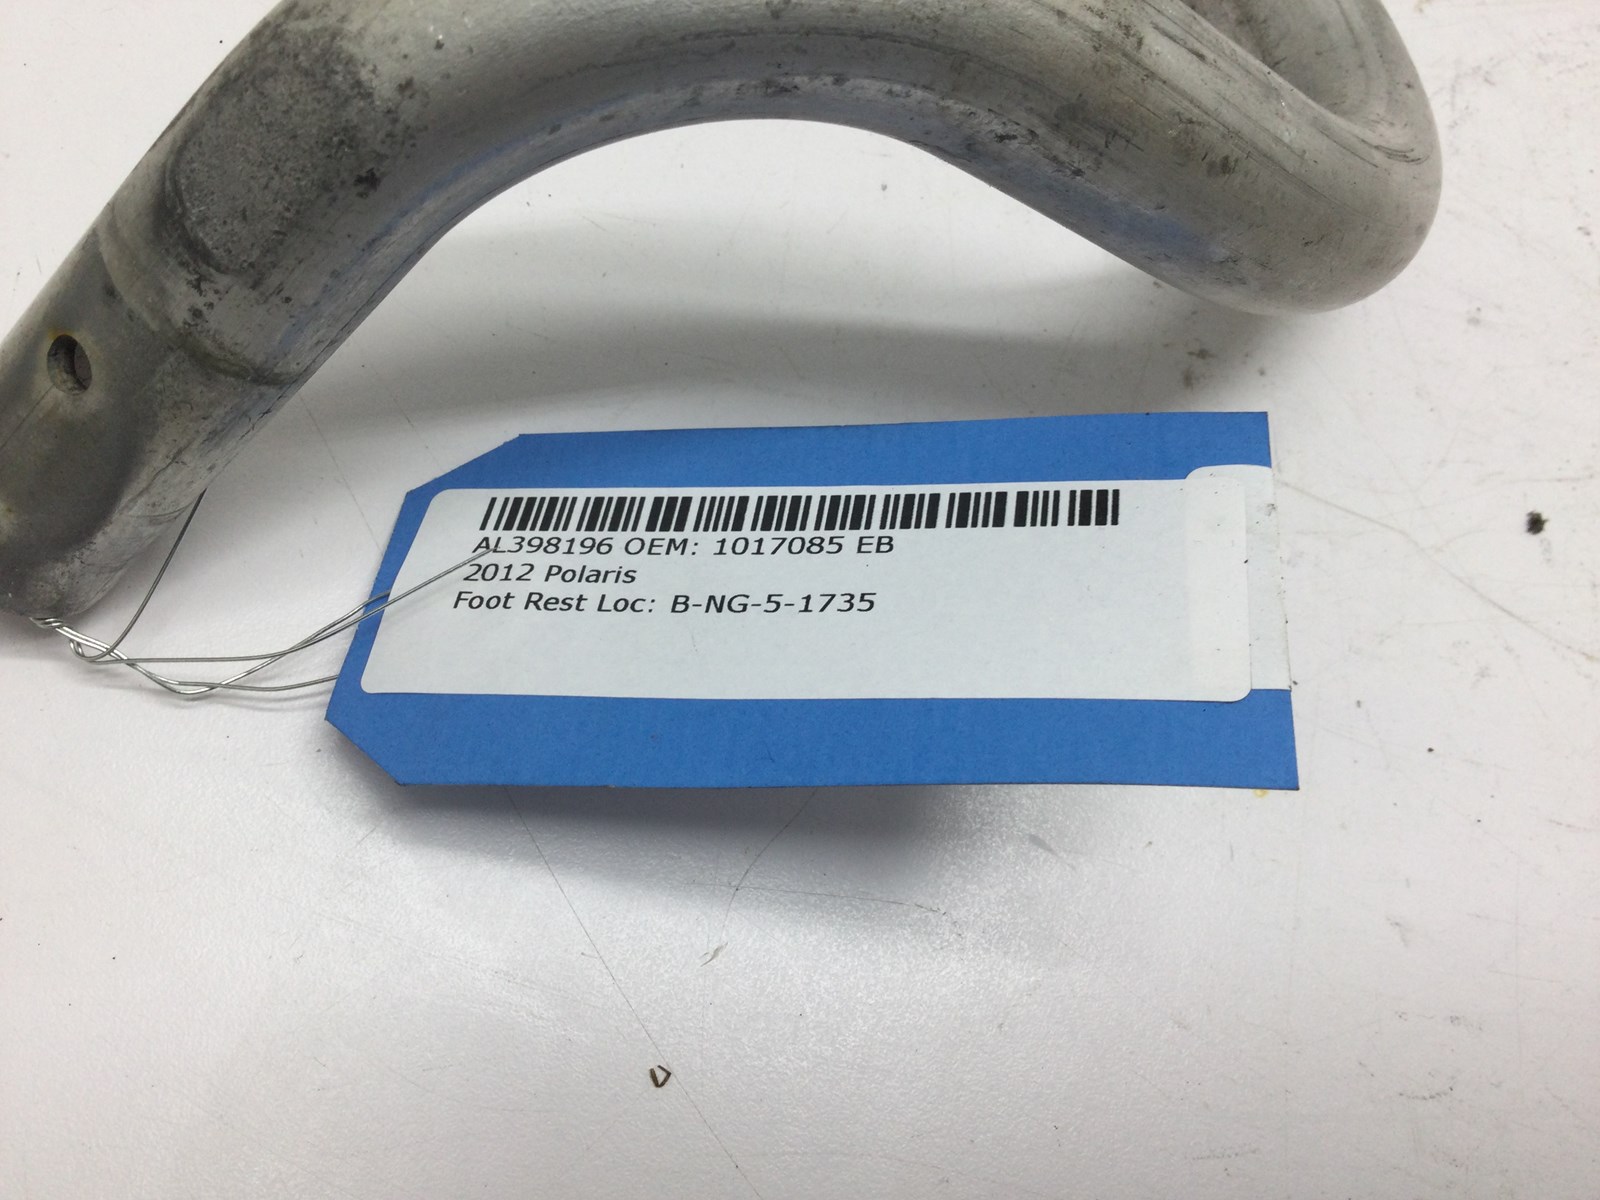 AL398196 OEM: 1017085 EB
2012 Polaris
Foot Rest Loc: B-NG-5-1735